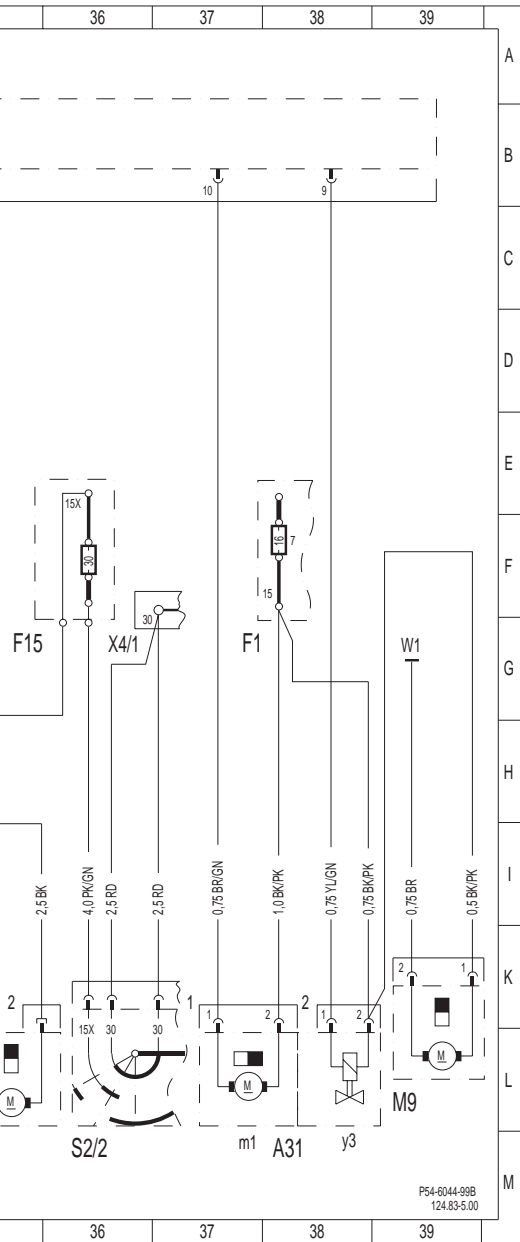 36 37 38 39
A
B
10 9
C
D
E
15X
30
16 7
F
15
30
F15 X4/1 F1
W1
G
H
I
2,5 BK
4,0 PK/GN
2,5 RD
2,5 RD
0,75 BR/GN
1,0 BK/PK
0,75 YL/GN
0,75 BK/PK
0,75 BR
0,5 BK/PK
2 1
K
2 1 2
1 2 1 2
15X 30 30
L
M M M
S2/2 m1 A31 y3 M9
M
P54-6044-99B
124.83-5.00
36 37 38 39